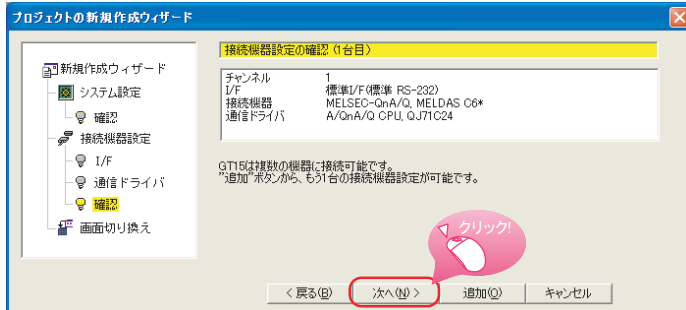 プロジェクトの新規作成ウィザード
新規作成ウィザード
システム設定
確認
接続機器設定
I/F
通信ドライバ
確認
画面切り換え
接続機器設定の確認 (1台目)
チャンネル 1
I/F 標準I/F(標準 RS-232)
接続機器 MELSEC-QnA/Q, MELDAS C6*
通信ドライバ A/QnA/Q CPU, QJ71C24
GT15は複数の機器に接続可能です。
"追加"ボタンから、もう1台の接続機器設定が可能です。
クリック!
< 戻る(B) 次へ(N) > 追加(O) キャンセル